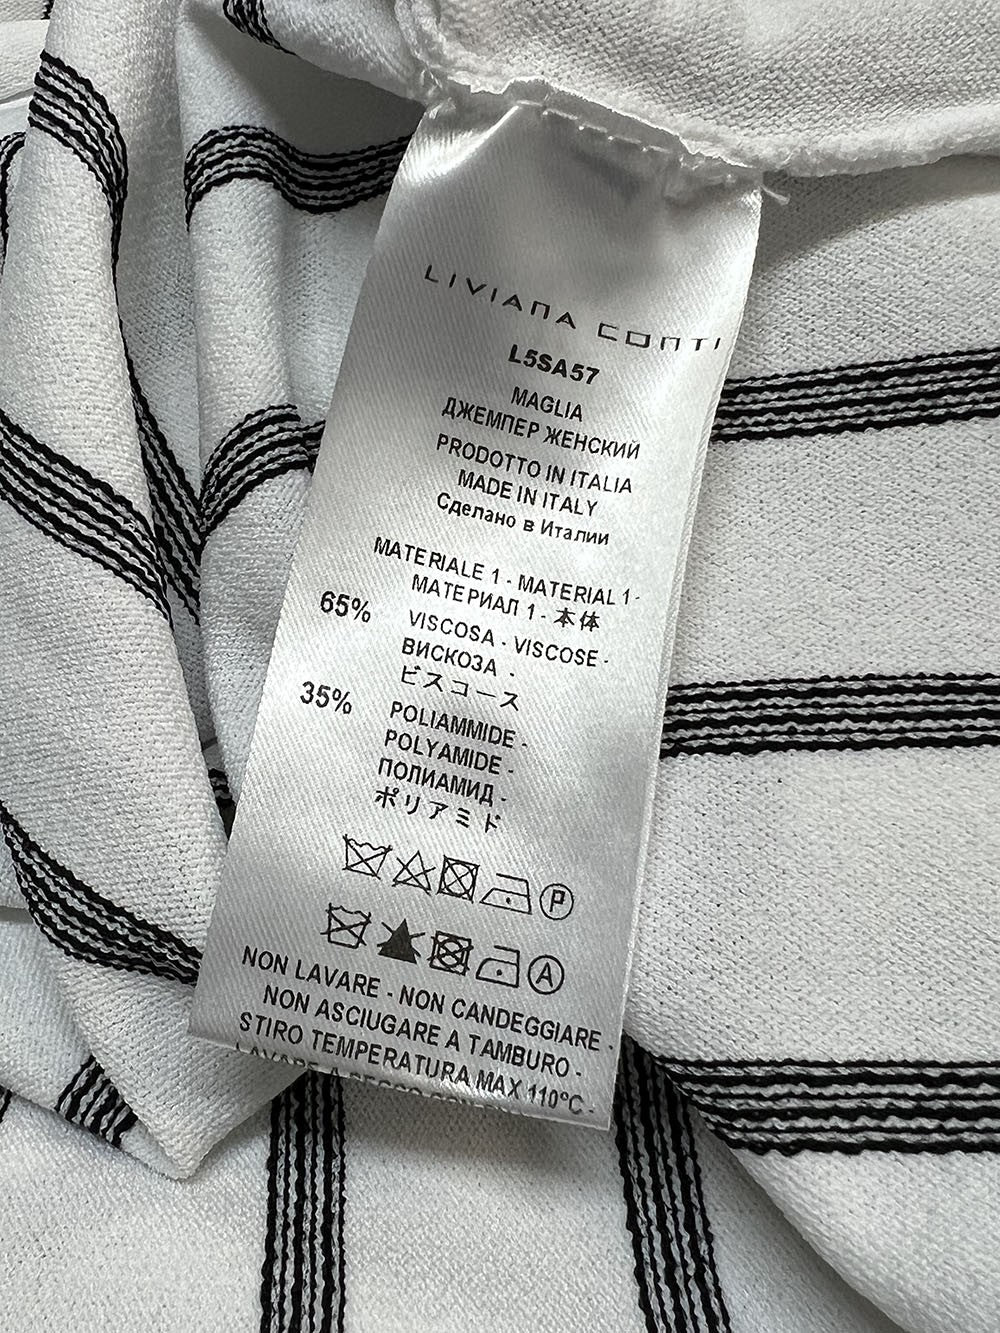 LIVIANA CONTI
L5SA57
MAGLIA
ДЖЕМПЕР ЖЕНСКИЙ
PRODOTTO IN ITALIA
MADE IN ITALY
Сделано в Италии
MATERIALE 1 - MATERIAL 1 -
МАТЕРИАЛ 1 - 本体
65% VISCOSA - VISCOSE -
ВИСКОЗА -
ビスコース
35% POLIAMMIDE -
POLYAMIDE -
ПОЛИАМИД -
ポリアミド
P
A
NON LAVARE - NON CANDEGGIARE -
NON ASCIUGARE A TAMBURO -
STIRO TEMPERATURA MAX 110°C -
LAVARE A SECCO